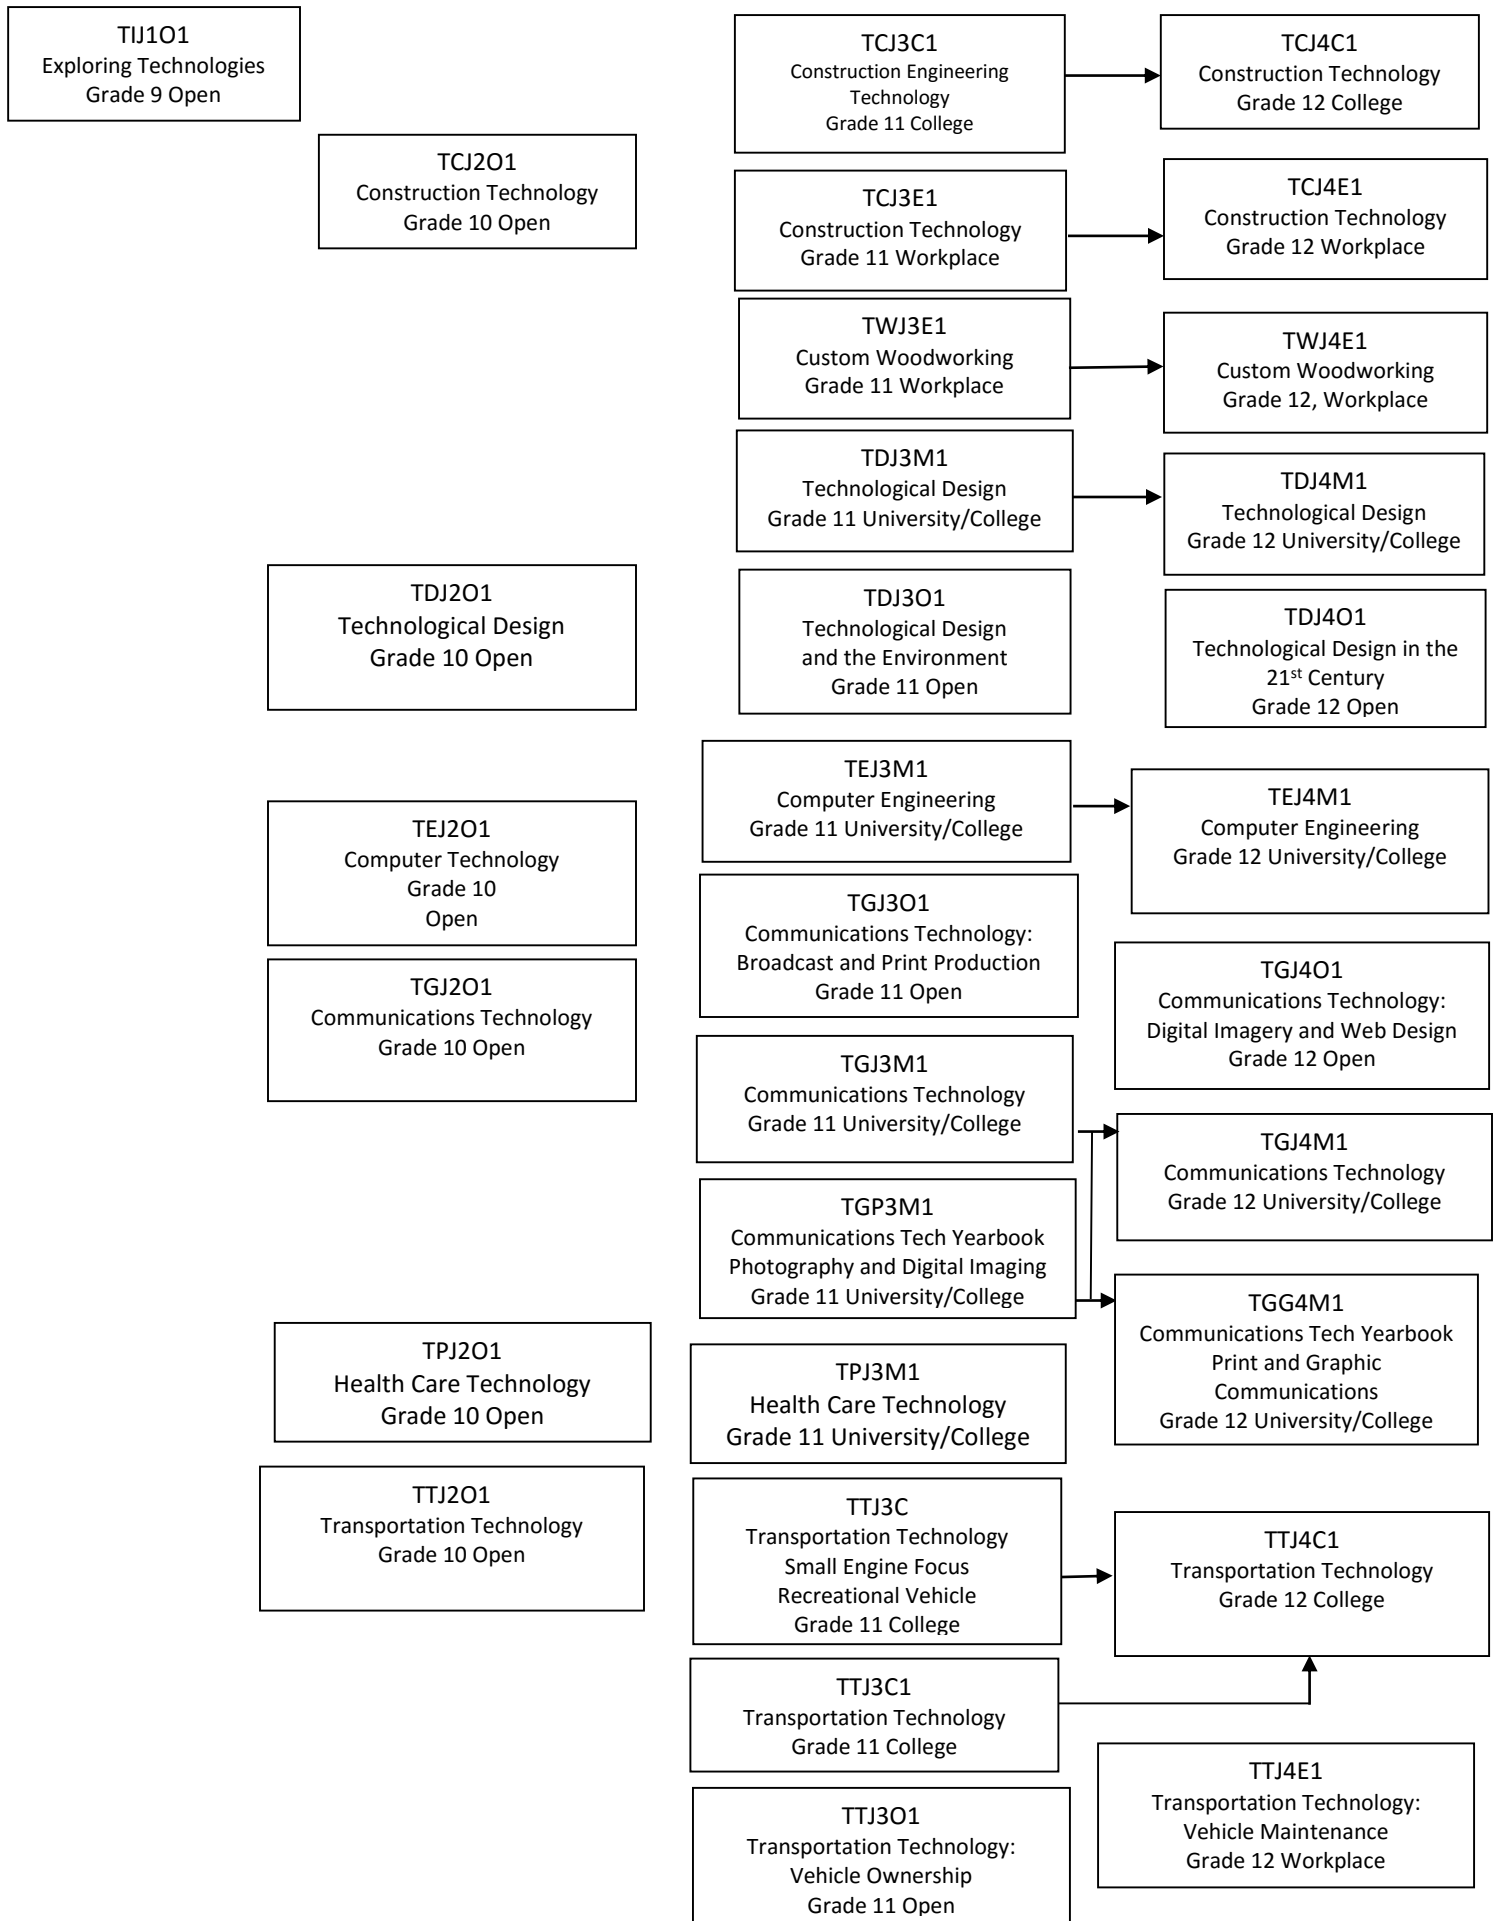 TIJ1O1
Exploring Technologies
Grade 9 Open
TCJ3C1
Construction Engineering
Technology
Grade 11 College
TCJ4C1
Construction Technology
Grade 12 College
TCJ2O1
Construction Technology
Grade 10 Open
TCJ3E1
Construction Technology
Grade 11 Workplace
TCJ4E1
Construction Technology
Grade 12 Workplace
TWJ3E1
Custom Woodworking
Grade 11 Workplace
TWJ4E1
Custom Woodworking
Grade 12, Workplace
TDJ3M1
Technological Design
Grade 11 University/College
TDJ4M1
Technological Design
Grade 12 University/College
TDJ2O1
Technological Design
Grade 10 Open
TDJ3O1
Technological Design
and the Environment
Grade 11 Open
TDJ4O1
Technological Design in the
21st Century
Grade 12 Open
TEJ3M1
Computer Engineering
Grade 11 University/College
TEJ4M1
Computer Engineering
Grade 12 University/College
TEJ2O1
Computer Technology
Grade 10
Open
TGJ3O1
Communications Technology:
Broadcast and Print Production
Grade 11 Open
TGJ4O1
Communications Technology:
Digital Imagery and Web Design
Grade 12 Open
TGJ2O1
Communications Technology
Grade 10 Open
TGJ3M1
Communications Technology
Grade 11 University/College
TGJ4M1
Communications Technology
Grade 12 University/College
TGP3M1
Communications Tech Yearbook
Photography and Digital Imaging
Grade 11 University/College
TGG4M1
Communications Tech Yearbook
Print and Graphic
Communications
Grade 12 University/College
TPJ2O1
Health Care Technology
Grade 10 Open
TPJ3M1
Health Care Technology
Grade 11 University/College
TTJ2O1
Transportation Technology
Grade 10 Open
TTJ3C
Transportation Technology
Small Engine Focus
Recreational Vehicle
Grade 11 College
TTJ4C1
Transportation Technology
Grade 12 College
TTJ3C1
Transportation Technology
Grade 11 College
TTJ4E1
Transportation Technology:
Vehicle Maintenance
Grade 12 Workplace
TTJ3O1
Transportation Technology:
Vehicle Ownership
Grade 11 Open